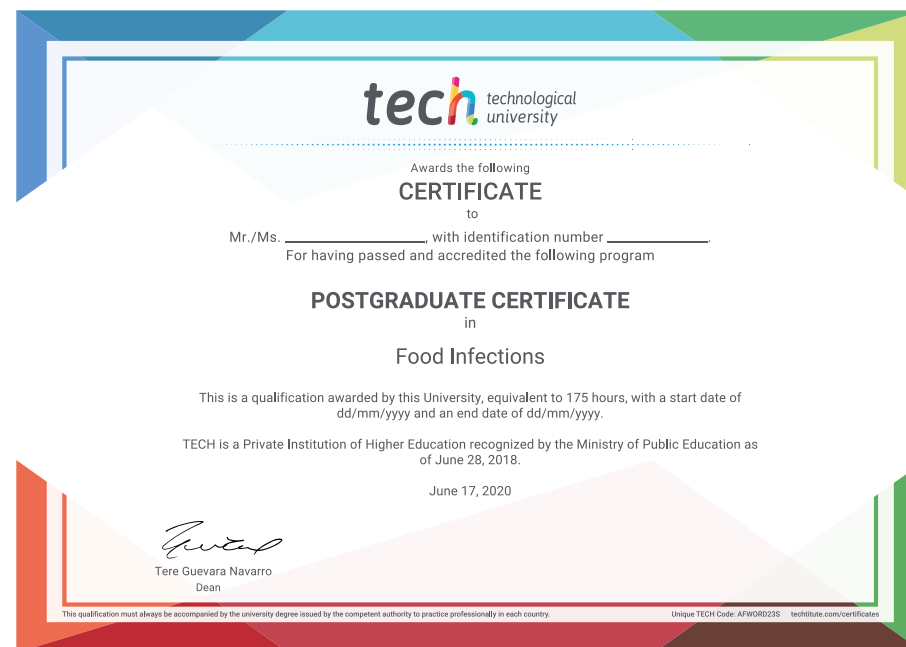 tech technological
university
Awards the following
CERTIFICATE
to
Mr./Ms. ____________________, with identification number ______________.
For having passed and accredited the following program
POSTGRADUATE CERTIFICATE
in
Food Infections
This is a qualification awarded by this University, equivalent to 175 hours, with a start date of
dd/mm/yyyy and an end date of dd/mm/yyyy.
TECH is a Private Institution of Higher Education recognized by the Ministry of Public Education as
of June 28, 2018.
June 17, 2020
Tere Guevara Navarro
Dean
This qualification must always be accompanied by the university degree issued by the competent authority to practice professionally in each country. Unique TECH Code: AFWORD23S techtitute.com/certificates